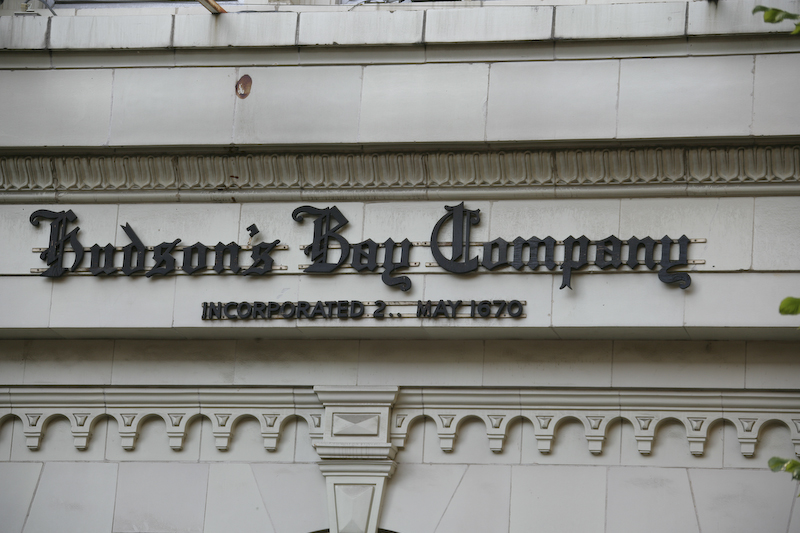 Hudson's Bay Company
INCORPORATED 2.. MAY 1670